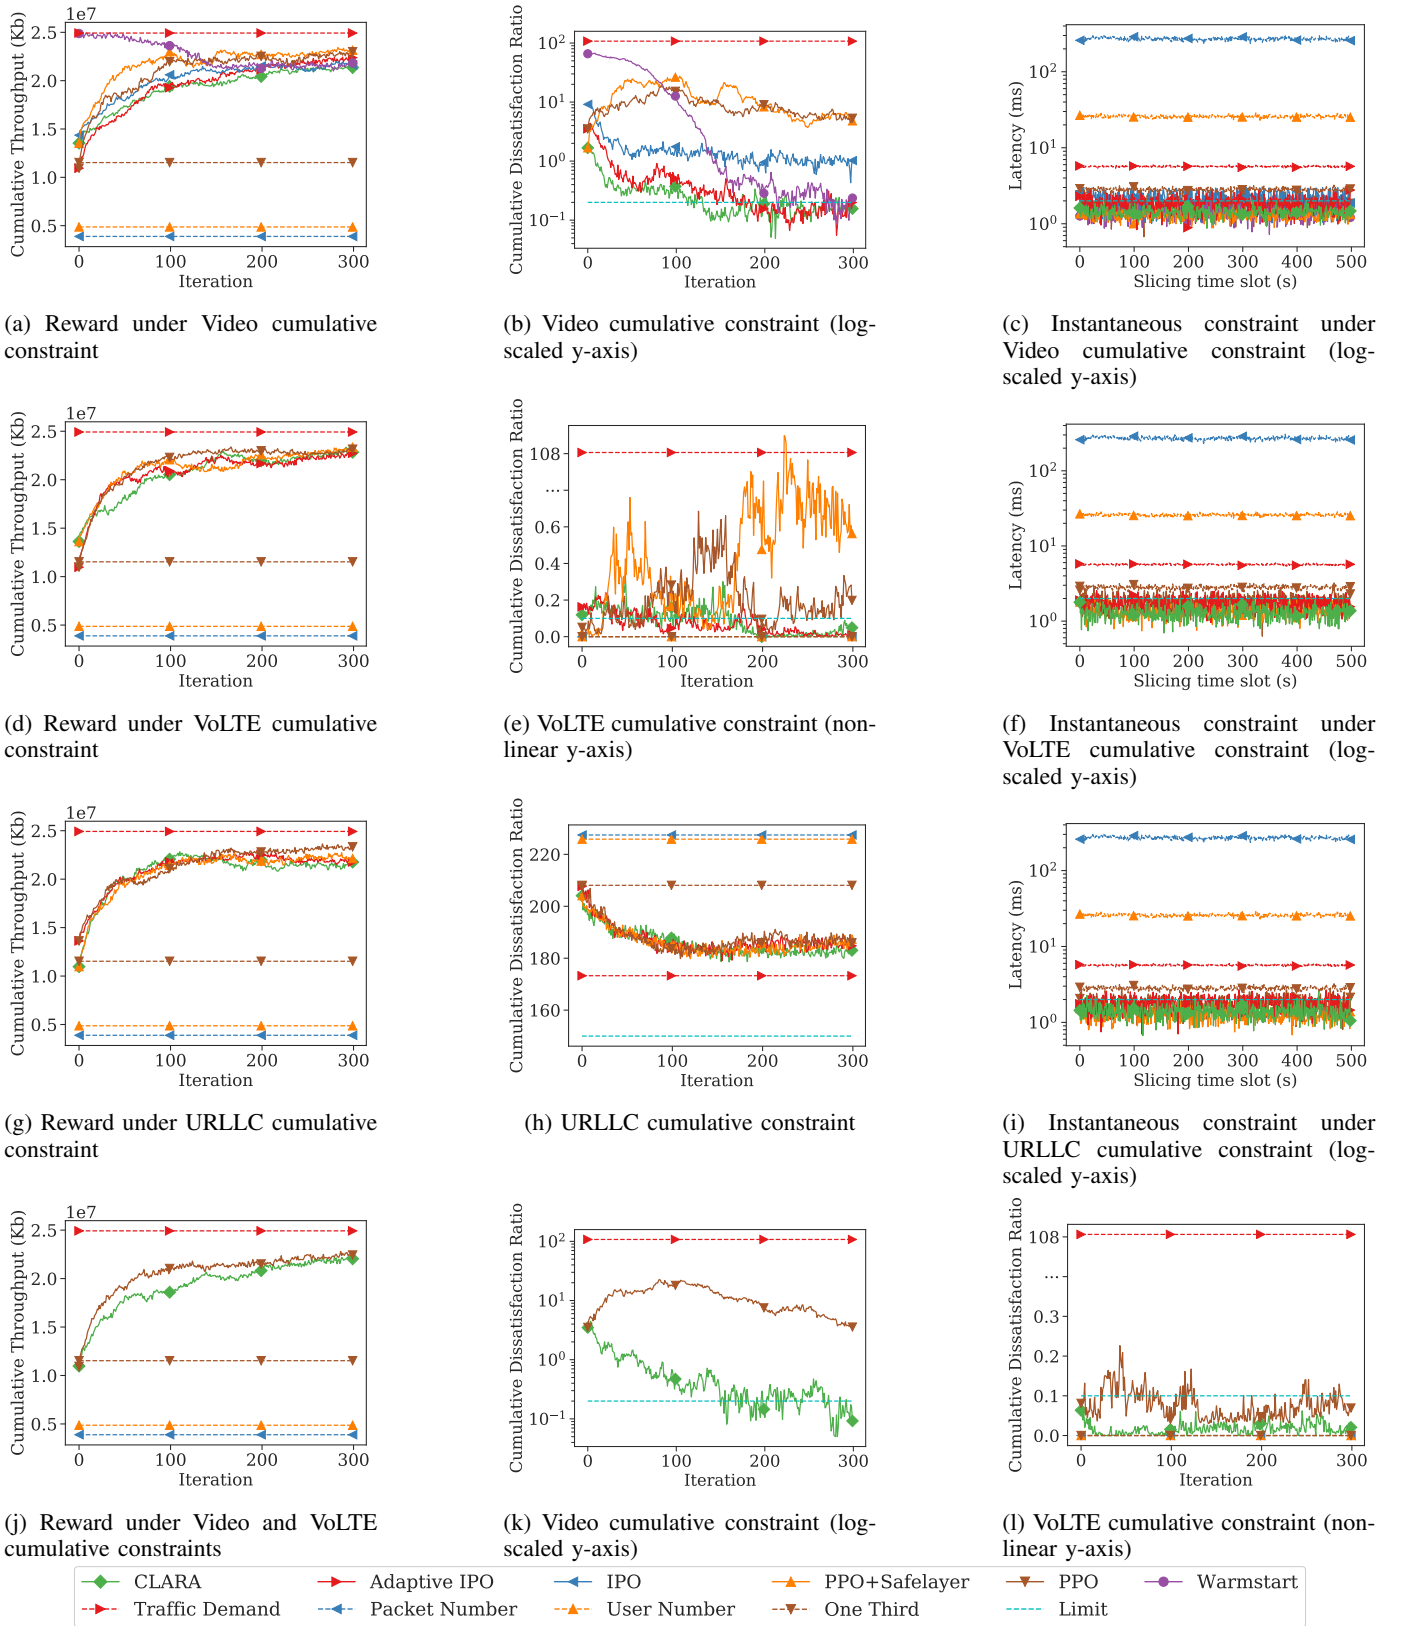 1e7
Cumulative Throughput (Kb)
2.5
2.0
1.5
1.0
0.5
0 100 200 300
Iteration
(a) Reward under Video cumulative
constraint
Cumulative Dissatisfaction Ratio
10²
10¹
10⁰
10⁻¹
0 100 200 300
Iteration
(b) Video cumulative constraint (log-
scaled y-axis)
Latency (ms)
10²
10¹
10⁰
0 100 200 300 400 500
Slicing time slot (s)
(c) Instantaneous constraint under
Video cumulative constraint (log-
scaled y-axis)
1e7
Cumulative Throughput (Kb)
2.5
2.0
1.5
1.0
0.5
0 100 200 300
Iteration
(d) Reward under VoLTE cumulative
constraint
Cumulative Dissatisfaction Ratio
108
...
0.6
0.4
0.2
0.0
0 100 200 300
Iteration
(e) VoLTE cumulative constraint (non-
linear y-axis)
Latency (ms)
10²
10¹
10⁰
0 100 200 300 400 500
Slicing time slot (s)
(f) Instantaneous constraint under
VoLTE cumulative constraint (log-
scaled y-axis)
1e7
Cumulative Throughput (Kb)
2.5
2.0
1.5
1.0
0.5
0 100 200 300
Iteration
(g) Reward under URLLC cumulative
constraint
Cumulative Dissatisfaction Ratio
220
200
180
160
0 100 200 300
Iteration
(h) URLLC cumulative constraint
Latency (ms)
10²
10¹
10⁰
0 100 200 300 400 500
Slicing time slot (s)
(i) Instantaneous constraint under
URLLC cumulative constraint (log-
scaled y-axis)
1e7
Cumulative Throughput (Kb)
2.5
2.0
1.5
1.0
0.5
0 100 200 300
Iteration
(j) Reward under Video and VoLTE
cumulative constraints
Cumulative Dissatisfaction Ratio
10²
10¹
10⁰
10⁻¹
0 100 200 300
Iteration
(k) Video cumulative constraint (log-
scaled y-axis)
Cumulative Dissatisfaction Ratio
108
...
0.3
0.2
0.1
0.0
0 100 200 300
Iteration
(l) VoLTE cumulative constraint (non-
linear y-axis)
CLARA Adaptive IPO IPO PPO+Safelayer PPO Warmstart
Traffic Demand Packet Number User Number One Third Limit